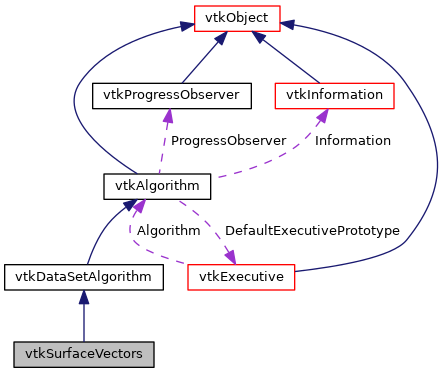 vtkObject
vtkProgressObserver
vtkInformation
ProgressObserver
Information
vtkAlgorithm
Algorithm
DefaultExecutivePrototype
vtkDataSetAlgorithm
vtkExecutive
vtkSurfaceVectors